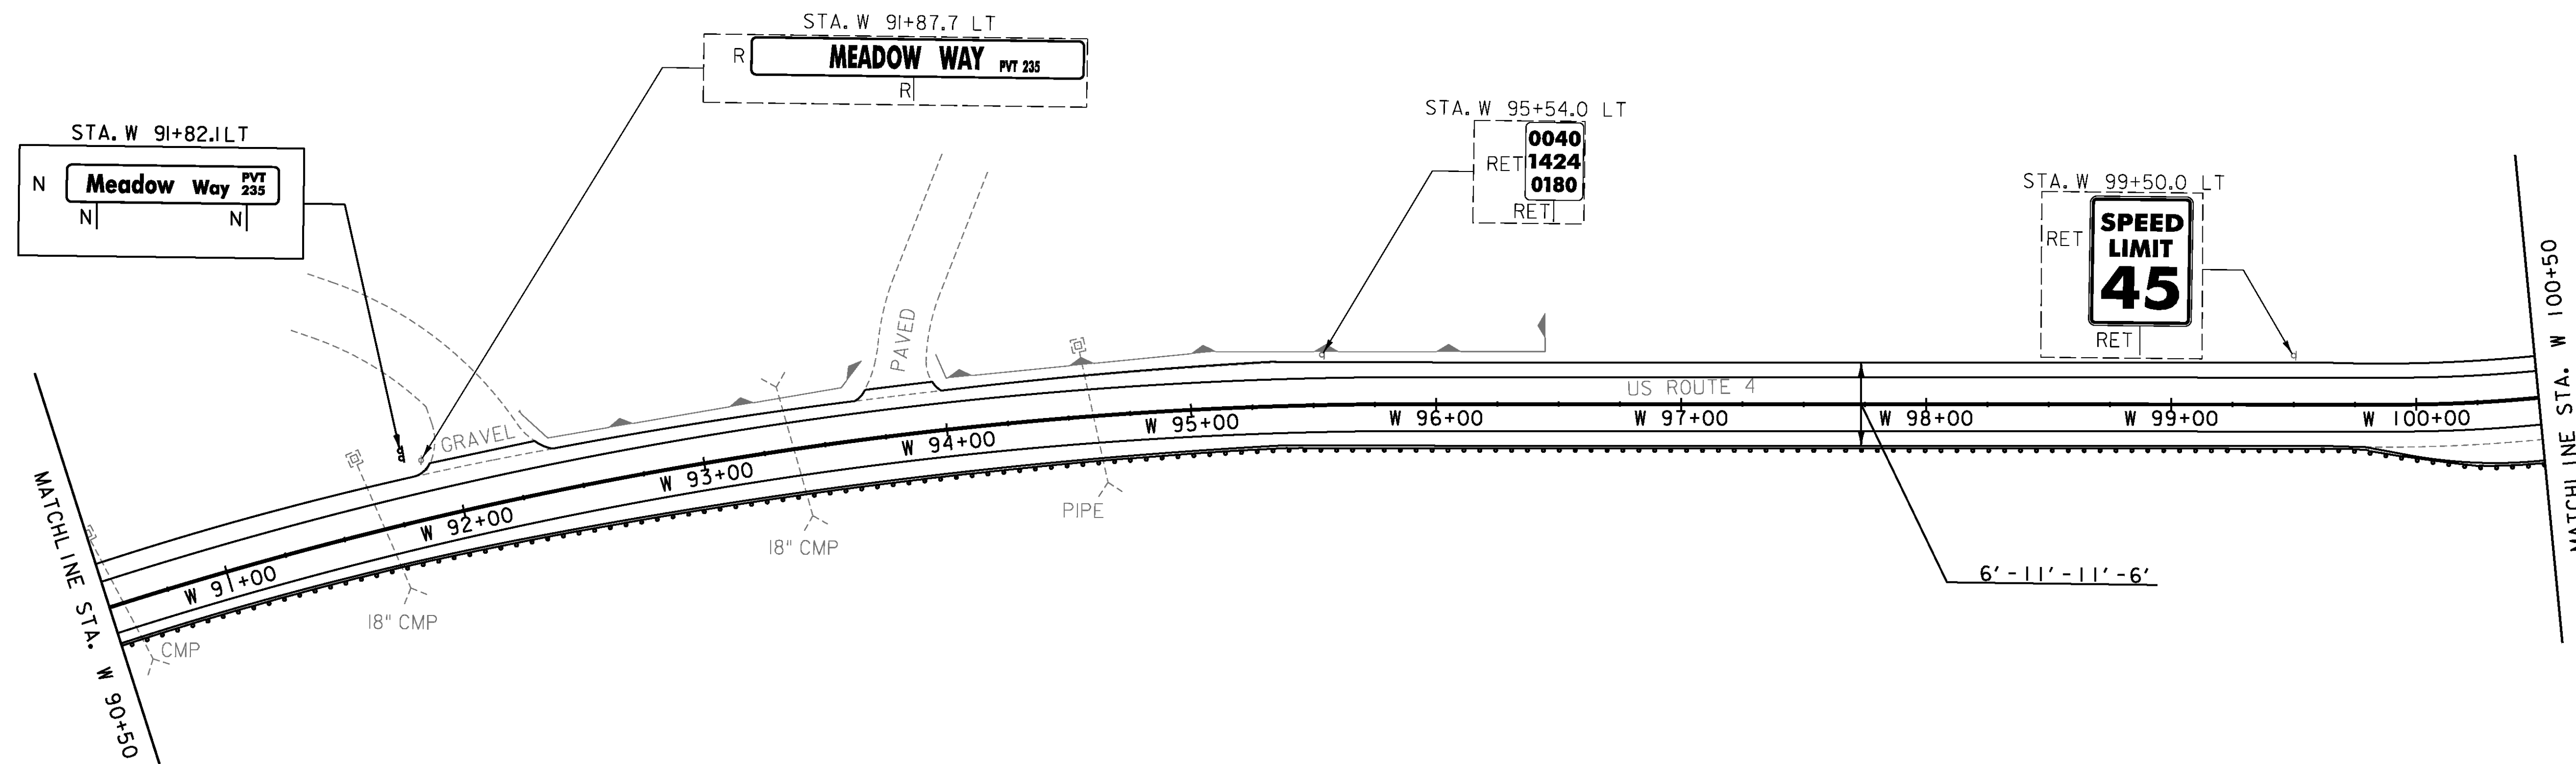 STA. W 91+87.7 LT
R MEADOW WAY PVT 235
R
STA. W 91+82.1 LT
N Meadow Way PVT 235
N N
STA. W 95+54.0 LT
0040
RET 1424
0180
RET
STA. W 99+50.0 LT
SPEED
RET LIMIT
45
RET
PAVED
GRAVEL
US ROUTE 4
W 91+00
W 92+00
W 93+00
W 94+00
W 95+00
W 96+00
W 97+00
W 98+00
W 99+00
W 100+00
CMP
18" CMP
18" CMP
PIPE
6'-11'-11'-6'
MATCHLINE STA. W 90+50
MATCHLINE STA. W 100+50